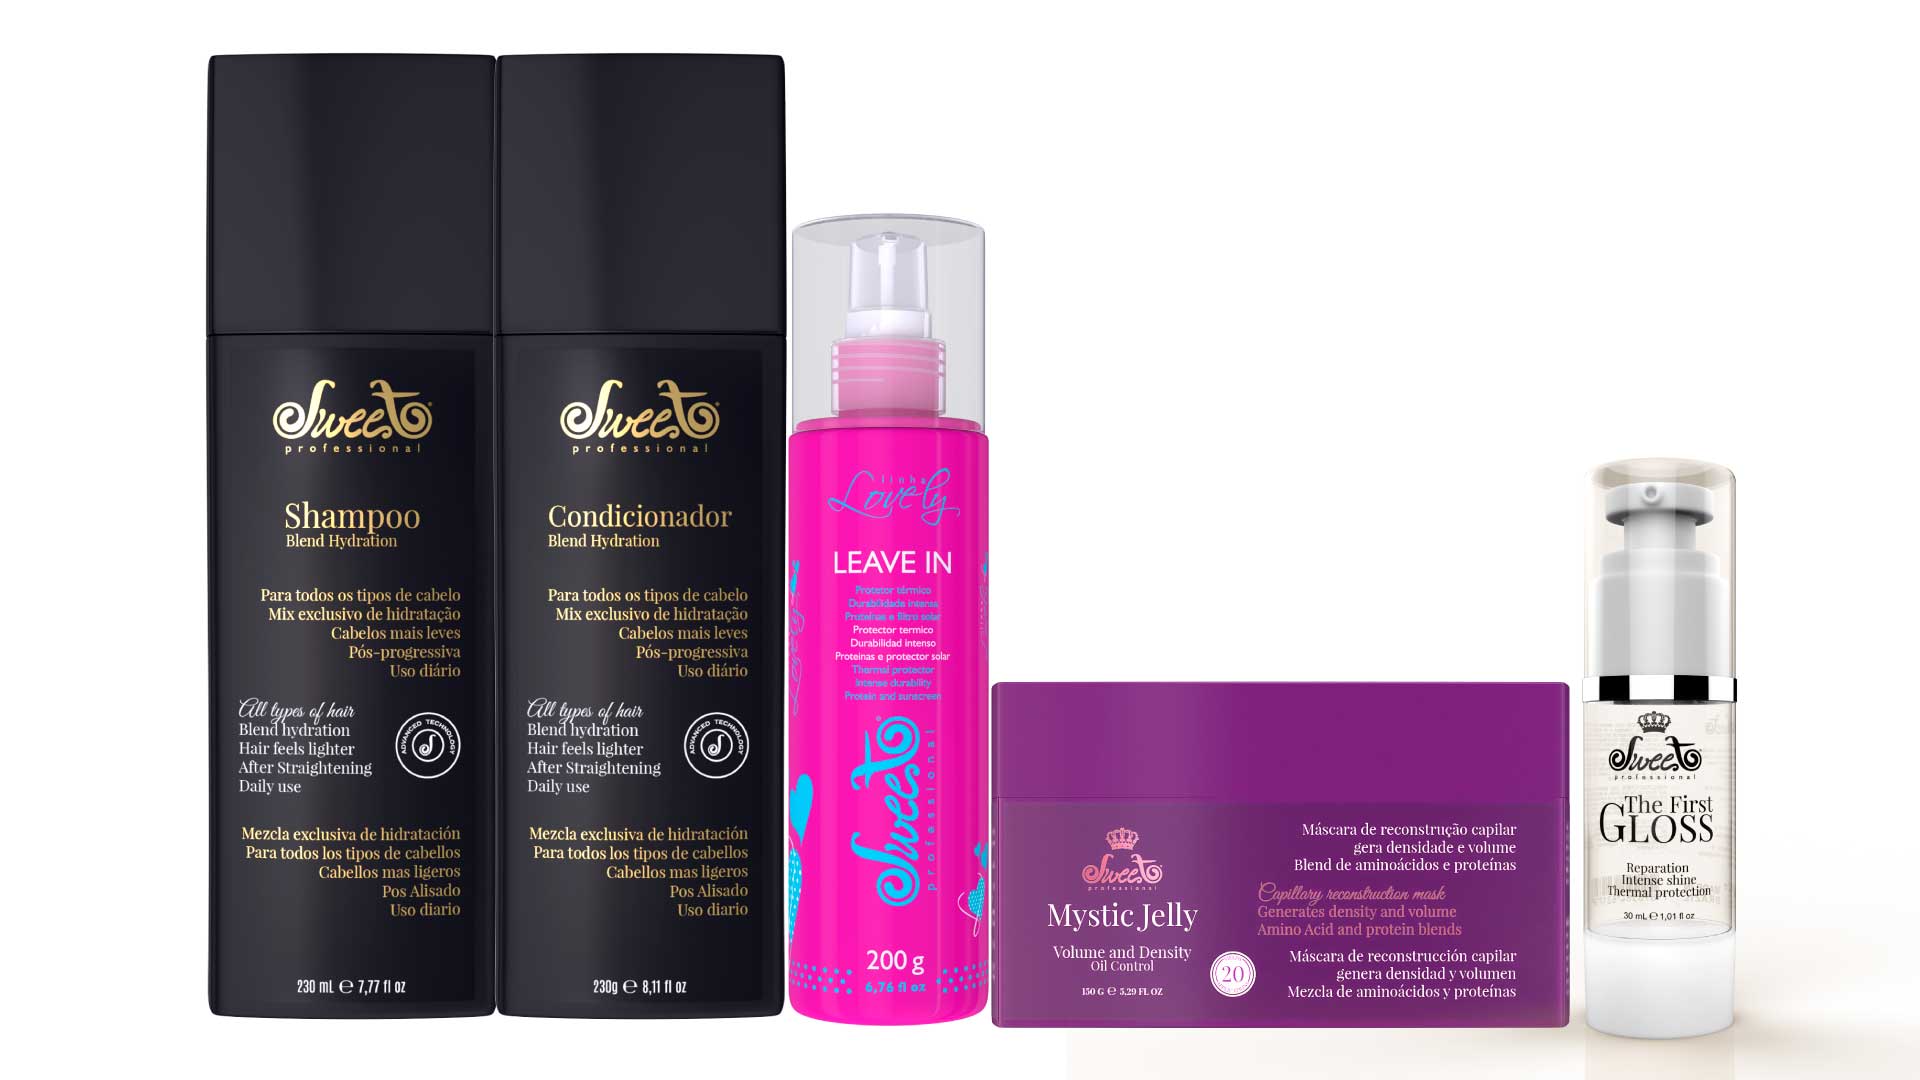 Sweet
professional
Shampoo
Blend Hydration
Para todos os tipos de cabelo
Mix exclusivo de hidratação
Cabelos mais leves
Pós-progressiva
Uso diário
All types of hair
Blend hydration
Hair feels lighter
After Straightening
Daily use
ADVANCED TECHNOLOGY
Mezcla exclusiva de hidratación
Para todos los tipos de cabellos
Cabellos mas ligeros
Pos Alisado
Uso diario
230 mL ℮ 7,77 fl oz
Sweet
professional
Condicionador
Blend Hydration
Para todos os tipos de cabelo
Mix exclusivo de hidratação
Cabelos mais leves
Pós-progressiva
Uso diário
All types of hair
Blend hydration
Hair feels lighter
After Straightening
Daily use
ADVANCED TECHNOLOGY
Mezcla exclusiva de hidratación
Para todos los tipos de cabellos
Cabellos mas ligeros
Pos Alisado
Uso diario
230g ℮ 8,11 fl oz
linha
Lovely
LEAVE IN
Protetor térmico
Durabilidade intensa
Proteínas e filtro solar
Protector termico
Durabilidad intenso
Proteinas e protector solar
Thermal protector
Intense durability
Protein and sunscreen
Sweet
professional
200 g
6,76 fl oz
Sweet
professional
Mystic Jelly
Volume and Density
Oil Control
150 G ℮ 5.29 FL OZ
20
Máscara de reconstrução capilar
gera densidade e volume
Blend de aminoácidos e proteínas
Capillary reconstruction mask
Generates density and volume
Amino Acid and protein blends
Máscara de reconstrucción capilar
genera densidad y volumen
Mezcla de aminoácidos y proteínas
Sweet
professional
The First
GLOSS
Reparation
Intense shine
Thermal protection
30 mL ℮ 1,01 fl oz